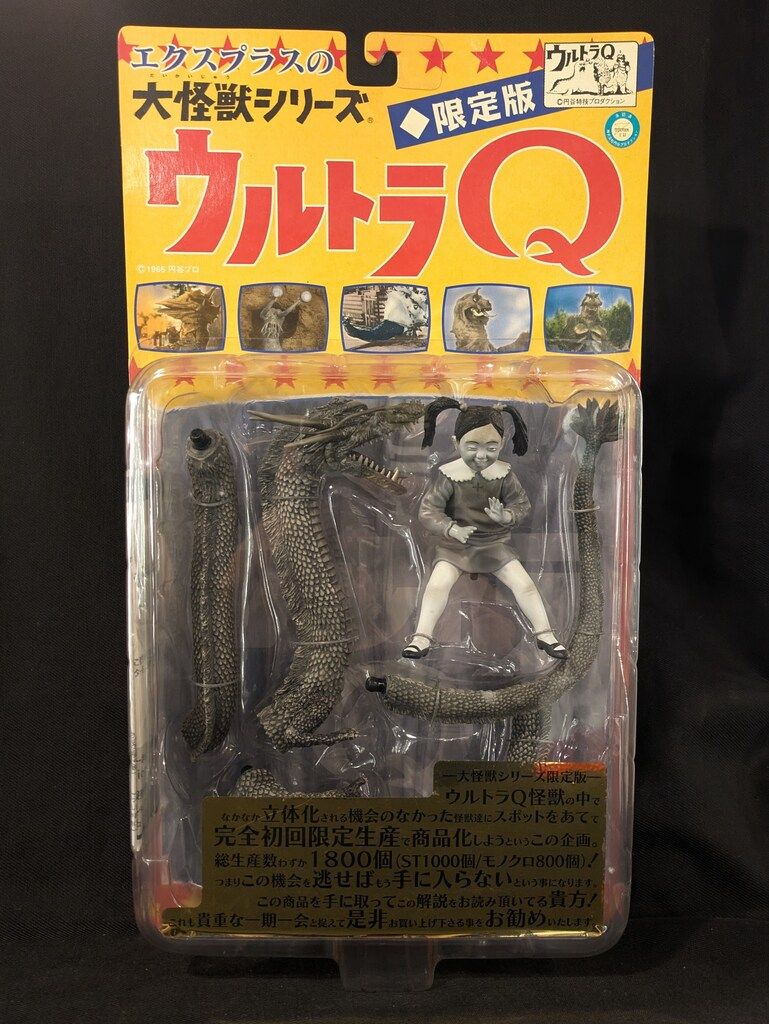 エクスプラスの
だいかいじゅう
大怪獣シリーズ®
◆限定版
ウルトラQ
©円谷特技プロダクション
ウルトラQ
©1966 円谷プロ
―大怪獣シリーズ限定版―
ウルトラQ怪獣の中で
なかなか立体化される機会のなかった怪獣達にスポットをあてて
完全初回限定生産で商品化しようというこの企画。
総生産数わずか1800個(ST1000個/モノクロ800個)!
つまりこの機会を逃せばもう手に入らないという事になります。
この商品を手に取ってこの解説をお読み頂いてる貴方!
これも貴重な一期一会と捉えて是非お買い上げ下さる事をお勧めいたします。